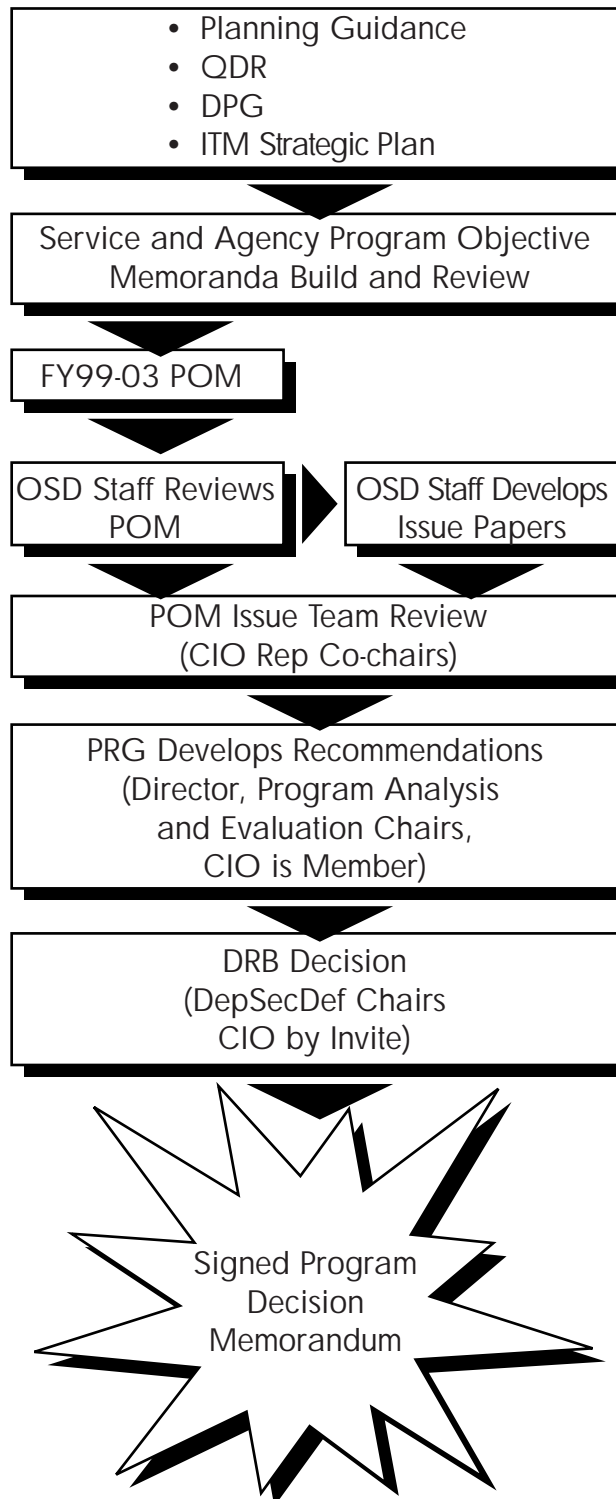 • Planning Guidance
• QDR
• DPG
• ITM Strategic Plan
Service and Agency Program Objective
Memoranda Build and Review
FY99-03 POM
OSD Staff Reviews
POM
OSD Staff Develops
Issue Papers
POM Issue Team Review
(CIO Rep Co-chairs)
PRG Develops Recommendations
(Director, Program Analysis
and Evaluation Chairs,
CIO is Member)
DRB Decision
(DepSecDef Chairs
CIO by Invite)
Signed Program
Decision
Memorandum